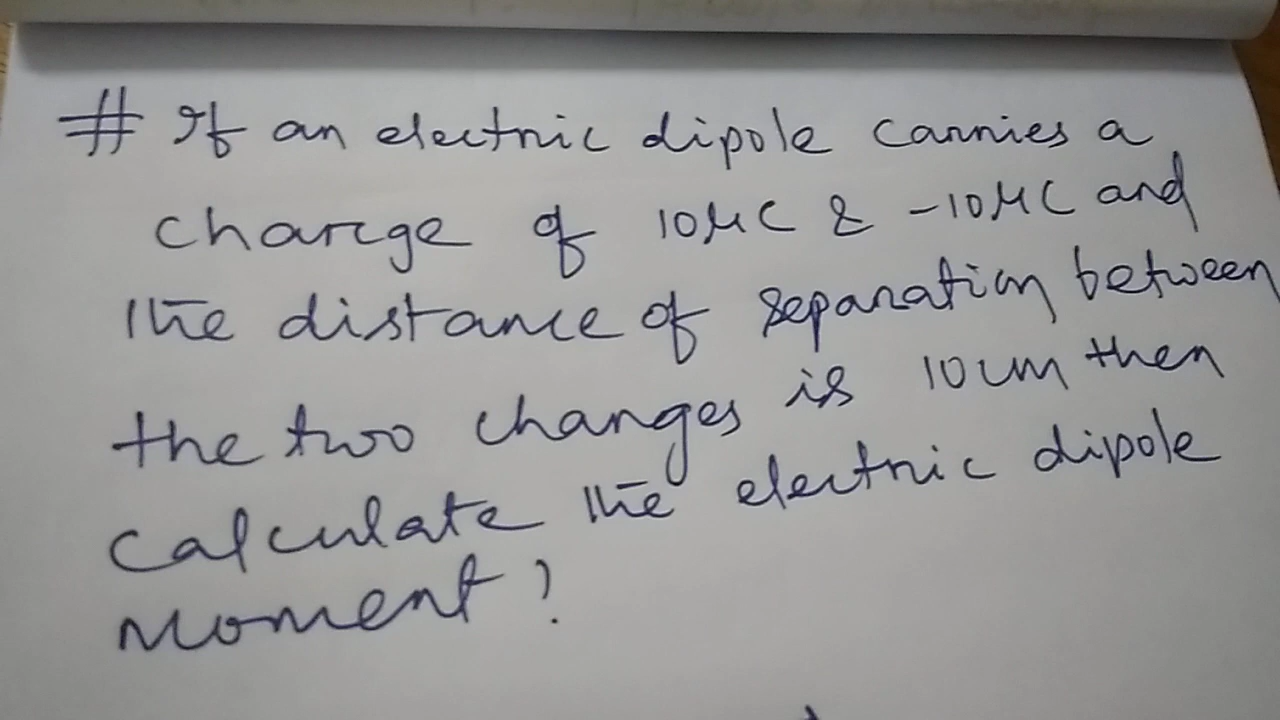 # If an electric dipole carries a
charge of 10μC & -10μC and
the distance of separation between
the two charges is 10cm then
calculate the electric dipole
moment?